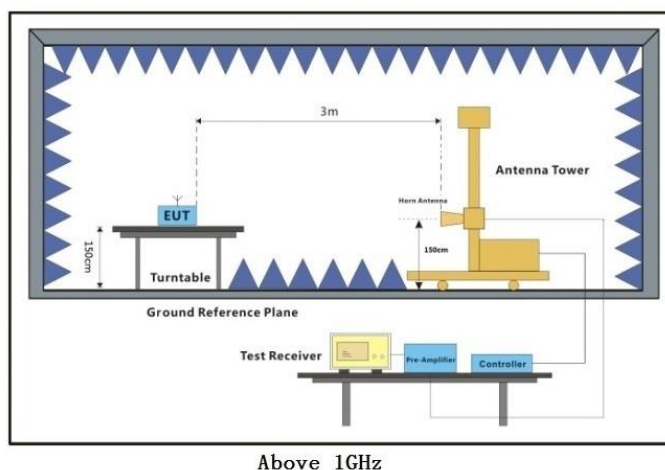 3m
Antenna Tower
Horn Antenna
EUT
150cm
150cm
Turntable
Ground Reference Plane
Test Receiver
Pre-Amplifier
Controller
Above 1GHz